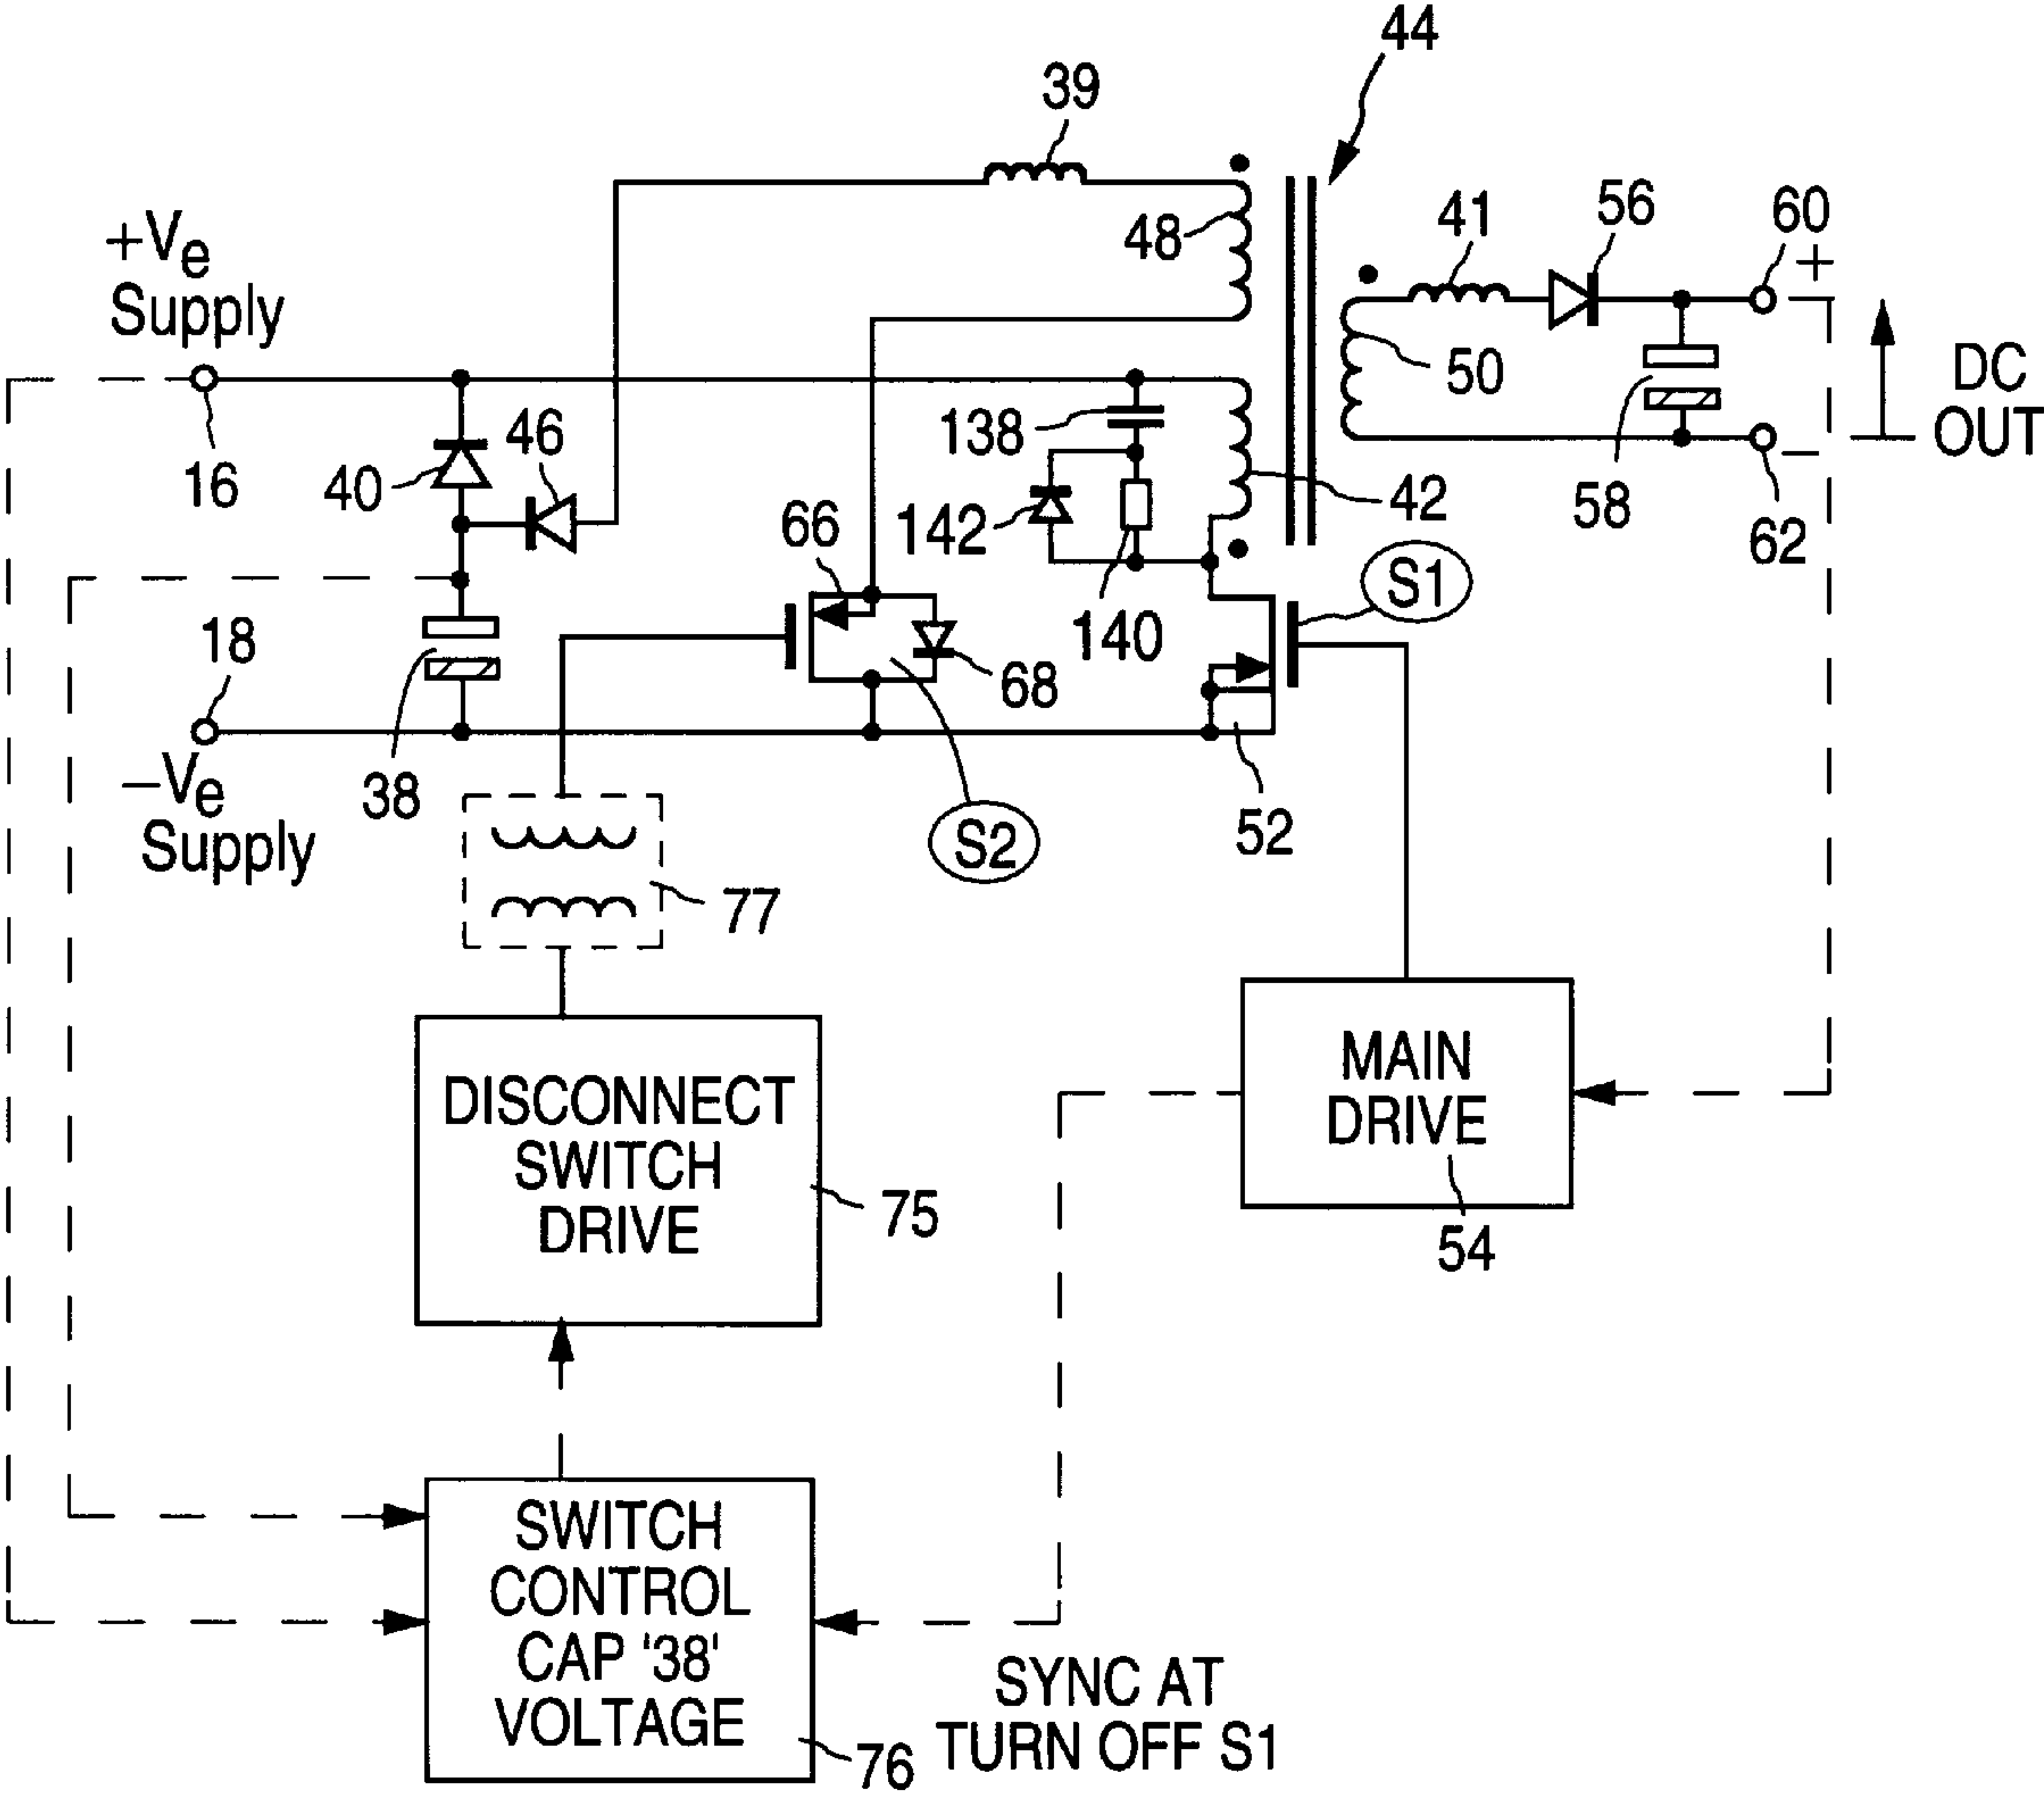 44
39
48
41
56
60
+
+Ve
Supply
50
DC
OUT
16
40
46
138
142
42
58
−
62
66
S1
18
140
68
−Ve
Supply
38
S2
52
77
MAIN
DRIVE
54
DISCONNECT
SWITCH
DRIVE
75
SWITCH
CONTROL
CAP '38'
VOLTAGE
76
SYNC AT
TURN OFF S1